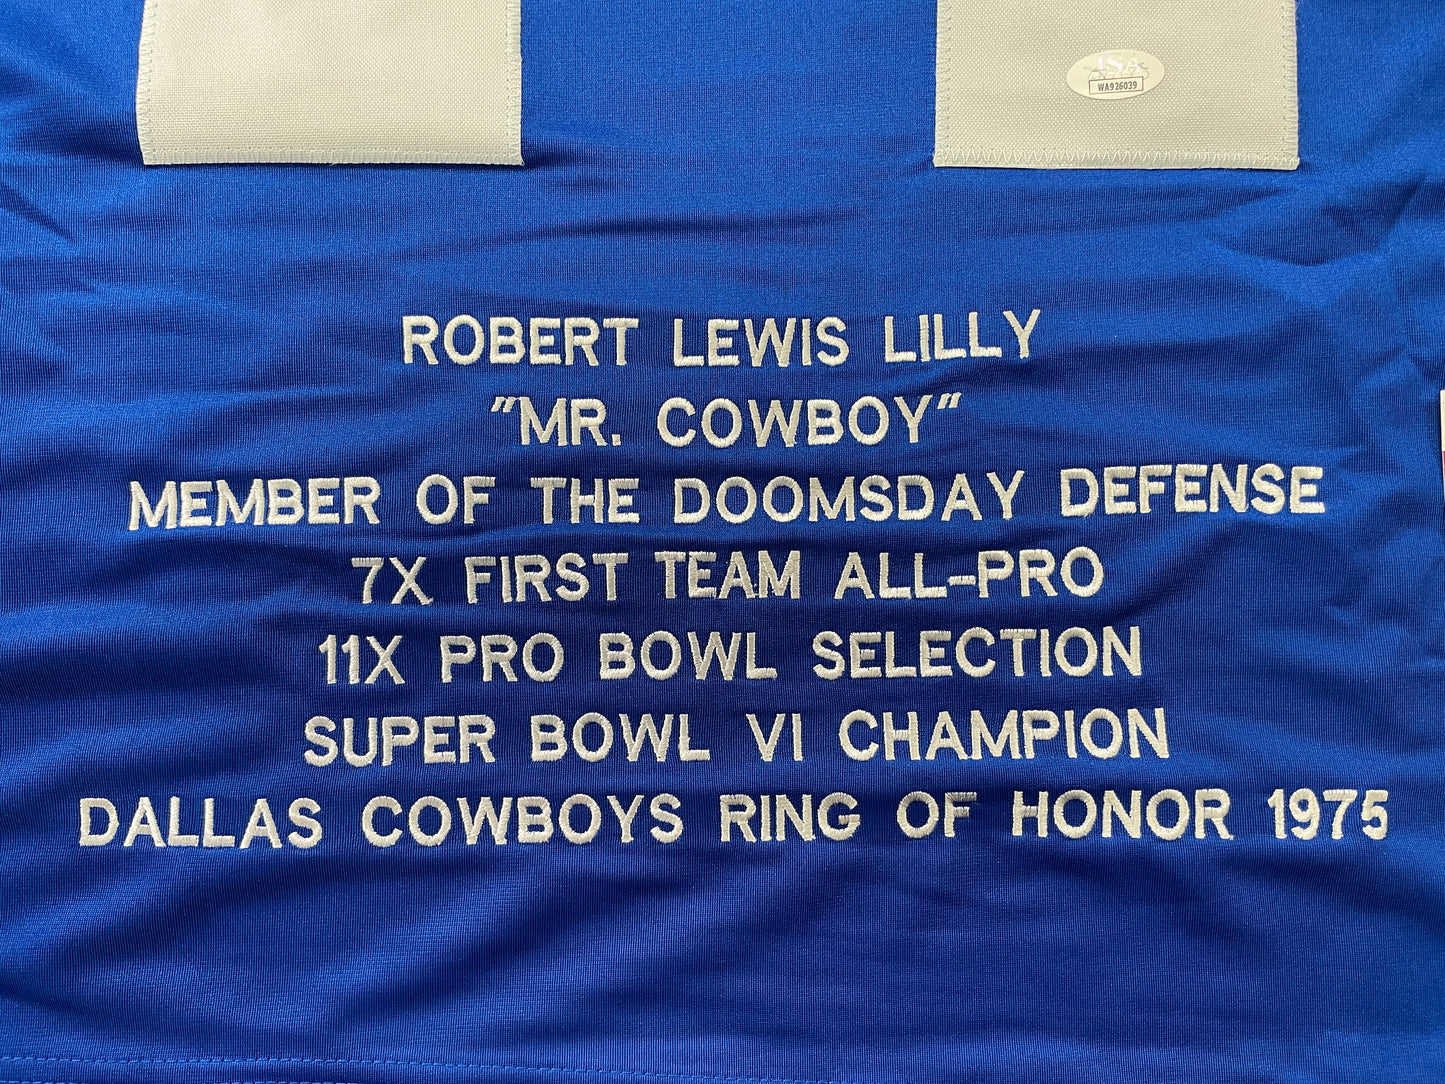 JSA
WA926039
ROBERT LEWIS LILLY
"MR. COWBOY"
MEMBER OF THE DOOMSDAY DEFENSE
7X FIRST TEAM ALL-PRO
11X PRO BOWL SELECTION
SUPER BOWL VI CHAMPION
DALLAS COWBOYS RING OF HONOR 1975